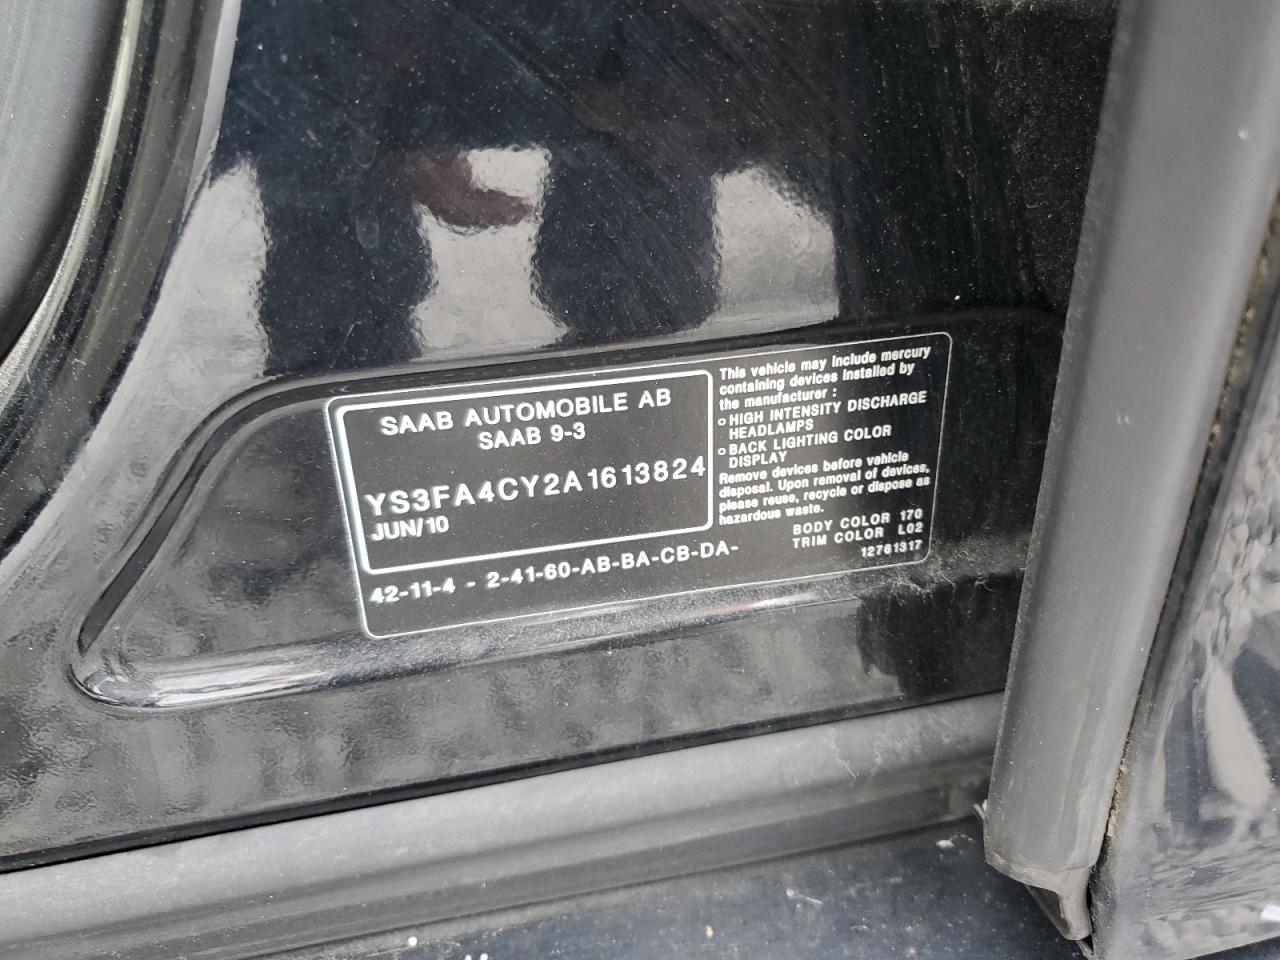 SAAB AUTOMOBILE AB
SAAB 9-3
YS3FA4CY2A1613824
JUN/10
42-11-4 - 2-41-60-AB-BA-CB-DA-
This vehicle may include mercury
containing devices installed by
the manufacturer :
o HIGH INTENSITY DISCHARGE
HEADLAMPS
o BACK LIGHTING COLOR
DISPLAY
Remove devices before vehicle
disposal. Upon removal of devices,
please reuse, recycle or dispose as
hazardous waste.
BODY COLOR 170
TRIM COLOR L02
12761317